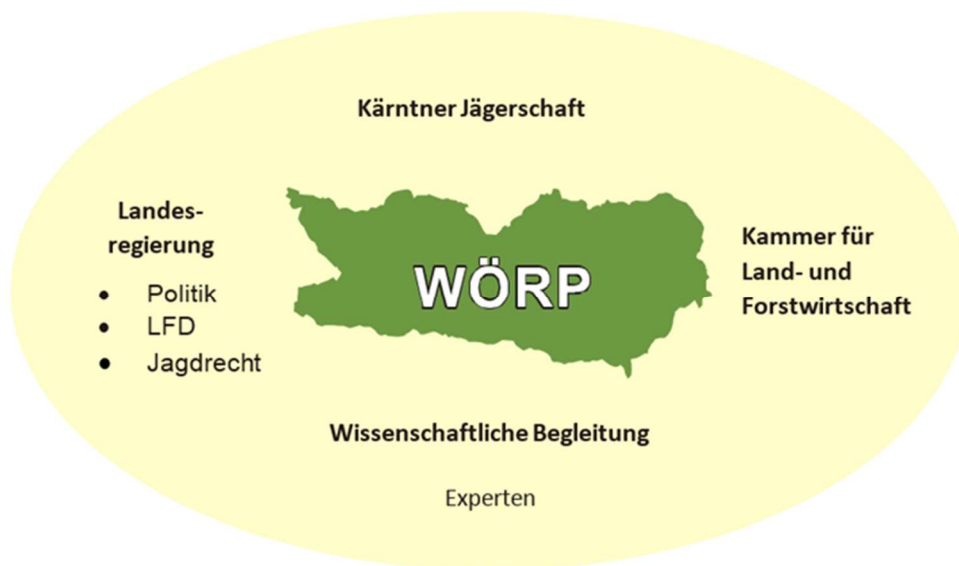 Kärntner Jägerschaft
Landes-
regierung
• Politik
• LFD
• Jagdrecht
WÖRP
Kammer für
Land- und
Forstwirtschaft
Wissenschaftliche Begleitung
Experten